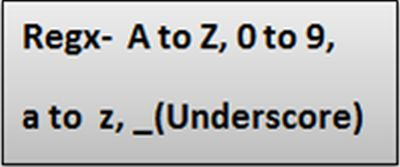 Regx- A to Z, 0 to 9,
a to z, _(Underscore)